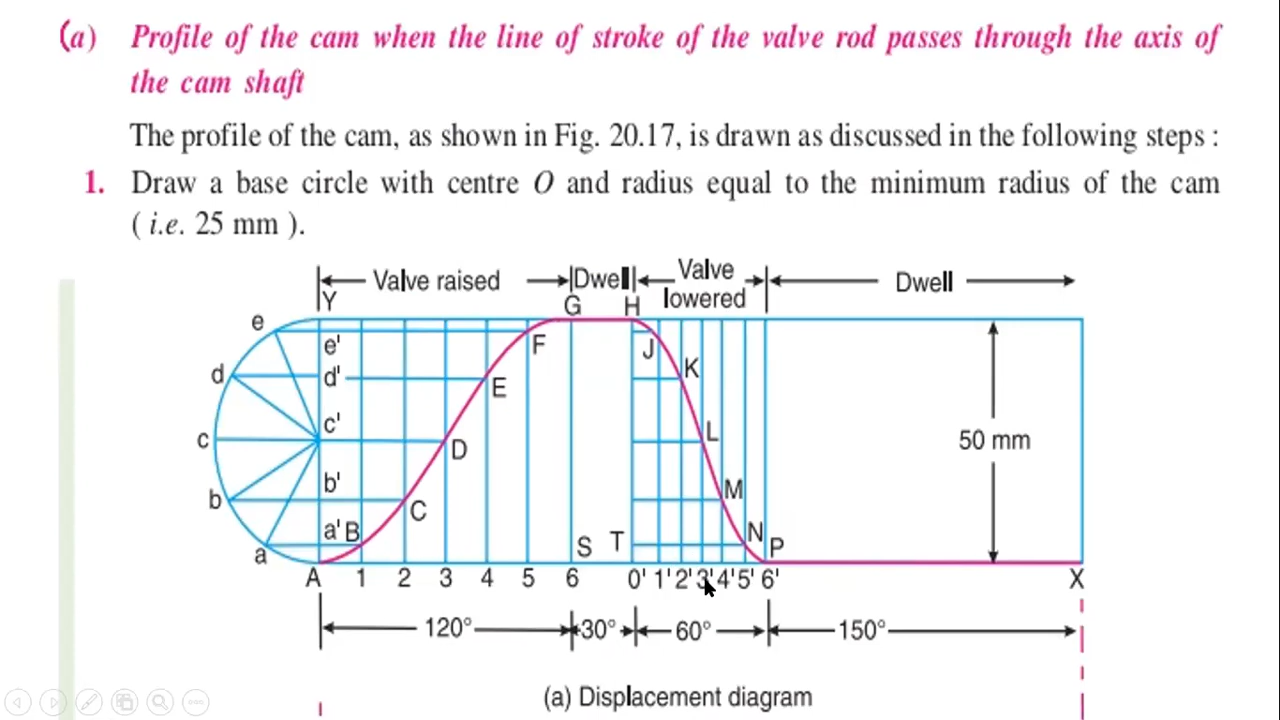 (a) Profile of the cam when the line of stroke of the valve rod passes through the axis of
the cam shaft
The profile of the cam, as shown in Fig. 20.17, is drawn as discussed in the following steps :
1. Draw a base circle with centre O and radius equal to the minimum radius of the cam
( i.e. 25 mm ).
Valve raised Dwell Valve lowered Dwell
Y G H
e e' F J
d d' E K
c c' D L 50 mm
b b' C M
a a' B S T N P
A 1 2 3 4 5 6 0' 1' 2' 3' 4' 5' 6' X
120° 30° 60° 150°
(a) Displacement diagram